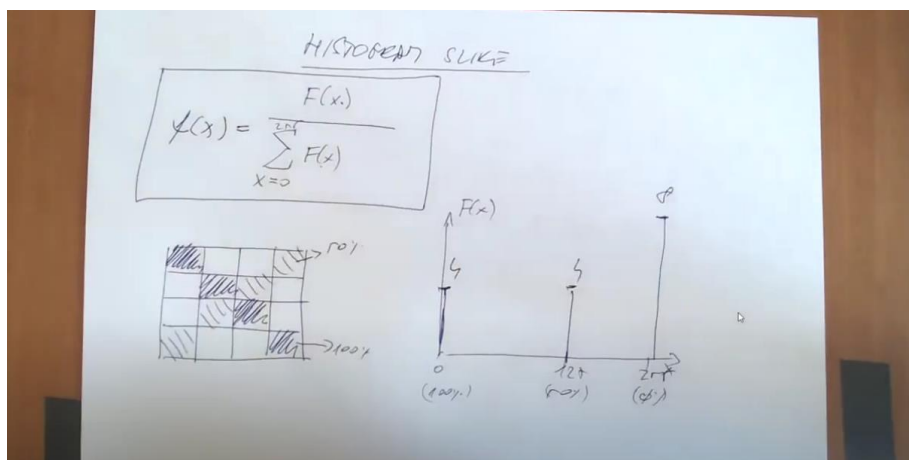 HISTOGRAM SLIKE
f(x) = F(x) / 255 ∑ x=0 F(x)
F(x)
8
4
4
50%
100%
0
127
255
x
(100%)
(50%)
(0%)